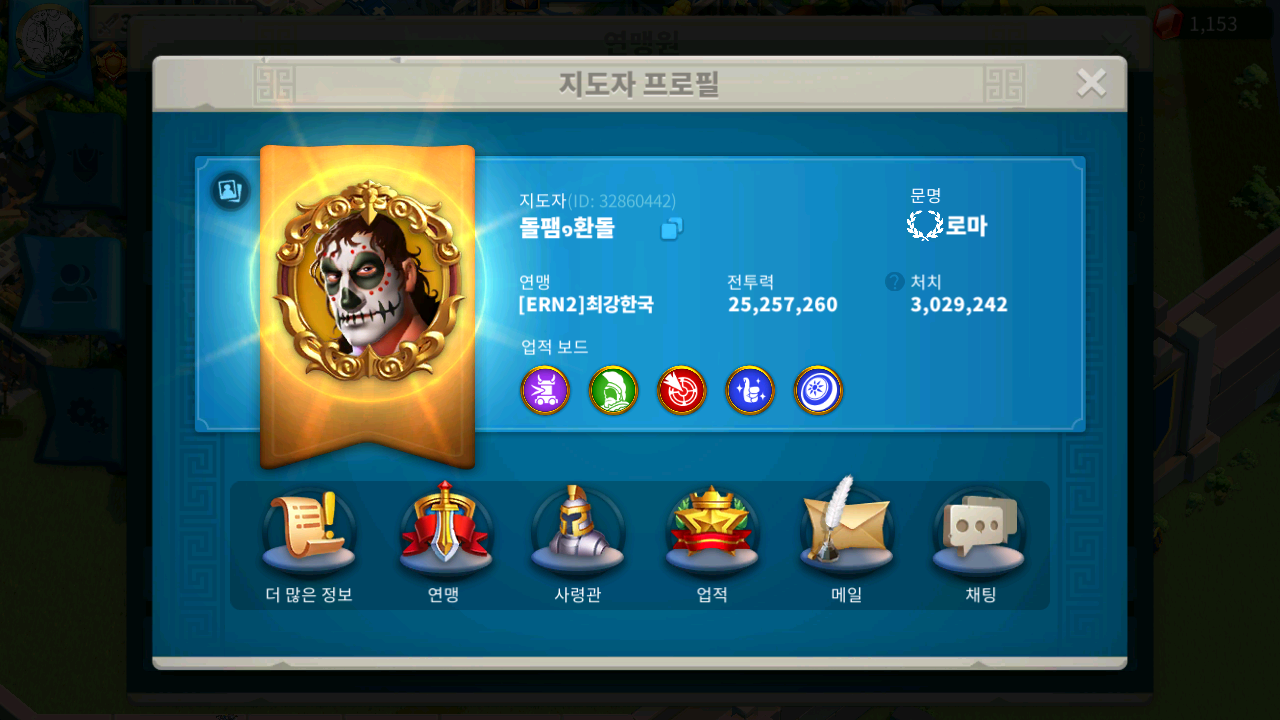 연맹원
1,153
지도자 프로필
지도자(ID: 32860442)
돌팸9환돌
문명
로마
연맹
[ERN2]최강한국
전투력
25,257,260
?
처치
3,029,242
업적 보드
더 많은 정보
연맹
사령관
업적
메일
채팅